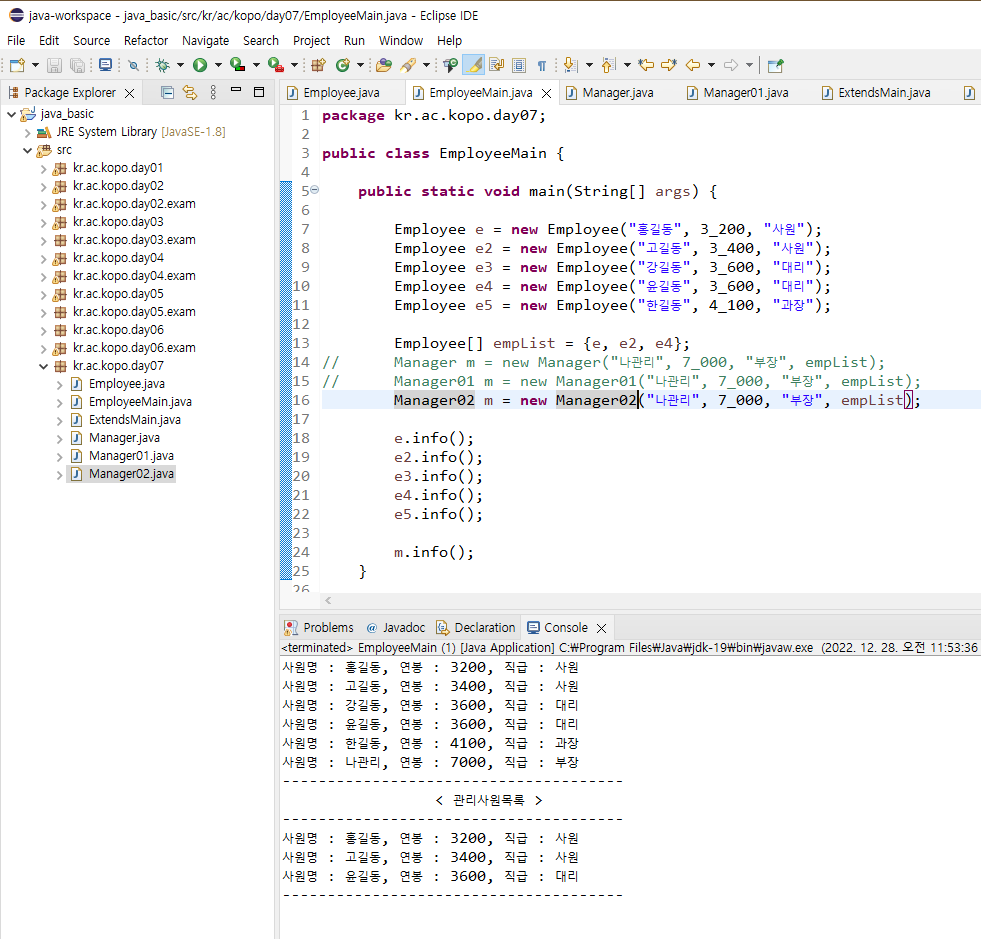 java-workspace - java_basic/src/kr/ac/kopo/day07/EmployeeMain.java - Eclipse IDE
File Edit Source Refactor Navigate Search Project Run Window Help
Package Explorer
java_basic
JRE System Library [JavaSE-1.8]
src
kr.ac.kopo.day01
kr.ac.kopo.day02
kr.ac.kopo.day02.exam
kr.ac.kopo.day03
kr.ac.kopo.day03.exam
kr.ac.kopo.day04
kr.ac.kopo.day04.exam
kr.ac.kopo.day05
kr.ac.kopo.day05.exam
kr.ac.kopo.day06
kr.ac.kopo.day06.exam
kr.ac.kopo.day07
Employee.java
EmployeeMain.java
ExtendsMain.java
Manager.java
Manager01.java
Manager02.java
Employee.java EmployeeMain.java Manager.java Manager01.java ExtendsMain.java
1 package kr.ac.kopo.day07;
2
3 public class EmployeeMain {
4
5 public static void main(String[] args) {
6
7 Employee e = new Employee("홍길동", 3_200, "사원");
8 Employee e2 = new Employee("고길동", 3_400, "사원");
9 Employee e3 = new Employee("강길동", 3_600, "대리");
10 Employee e4 = new Employee("윤길동", 3_600, "대리");
11 Employee e5 = new Employee("한길동", 4_100, "과장");
12
13 Employee[] empList = {e, e2, e4};
14 // Manager m = new Manager("나관리", 7_000, "부장", empList);
15 // Manager01 m = new Manager01("나관리", 7_000, "부장", empList);
16 Manager02 m = new Manager02("나관리", 7_000, "부장", empList);
17
18 e.info();
19 e2.info();
20 e3.info();
21 e4.info();
22 e5.info();
23
24 m.info();
25 }
26
Problems @ Javadoc Declaration Console
<terminated> EmployeeMain (1) [Java Application] C:₩Program Files₩Java₩jdk-19₩bin₩javaw.exe (2022. 12. 28. 오전 11:53:36
사원명 : 홍길동, 연봉 : 3200, 직급 : 사원
사원명 : 고길동, 연봉 : 3400, 직급 : 사원
사원명 : 강길동, 연봉 : 3600, 직급 : 대리
사원명 : 윤길동, 연봉 : 3600, 직급 : 대리
사원명 : 한길동, 연봉 : 4100, 직급 : 과장
사원명 : 나관리, 연봉 : 7000, 직급 : 부장
--------------------------------------
< 관리사원목록 >
--------------------------------------
사원명 : 홍길동, 연봉 : 3200, 직급 : 사원
사원명 : 고길동, 연봉 : 3400, 직급 : 사원
사원명 : 윤길동, 연봉 : 3600, 직급 : 대리
--------------------------------------